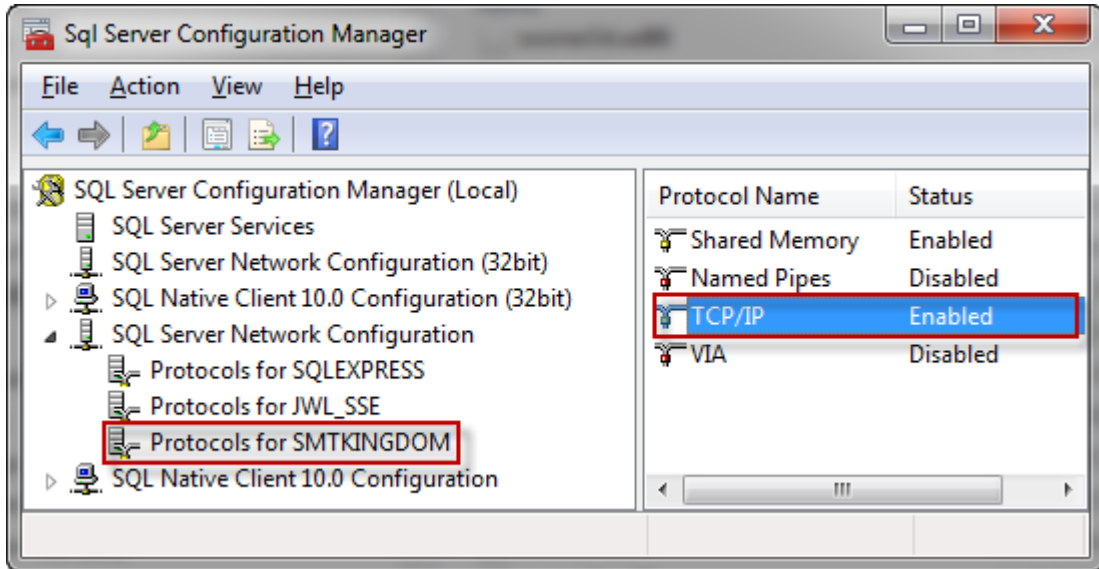 Sql Server Configuration Manager
File Action View Help
SQL Server Configuration Manager (Local)
SQL Server Services
SQL Server Network Configuration (32bit)
SQL Native Client 10.0 Configuration (32bit)
SQL Server Network Configuration
Protocols for SQLEXPRESS
Protocols for JWL_SSE
Protocols for SMTKINGDOM
SQL Native Client 10.0 Configuration
Protocol Name Status
Shared Memory Enabled
Named Pipes Disabled
TCP/IP Enabled
VIA Disabled